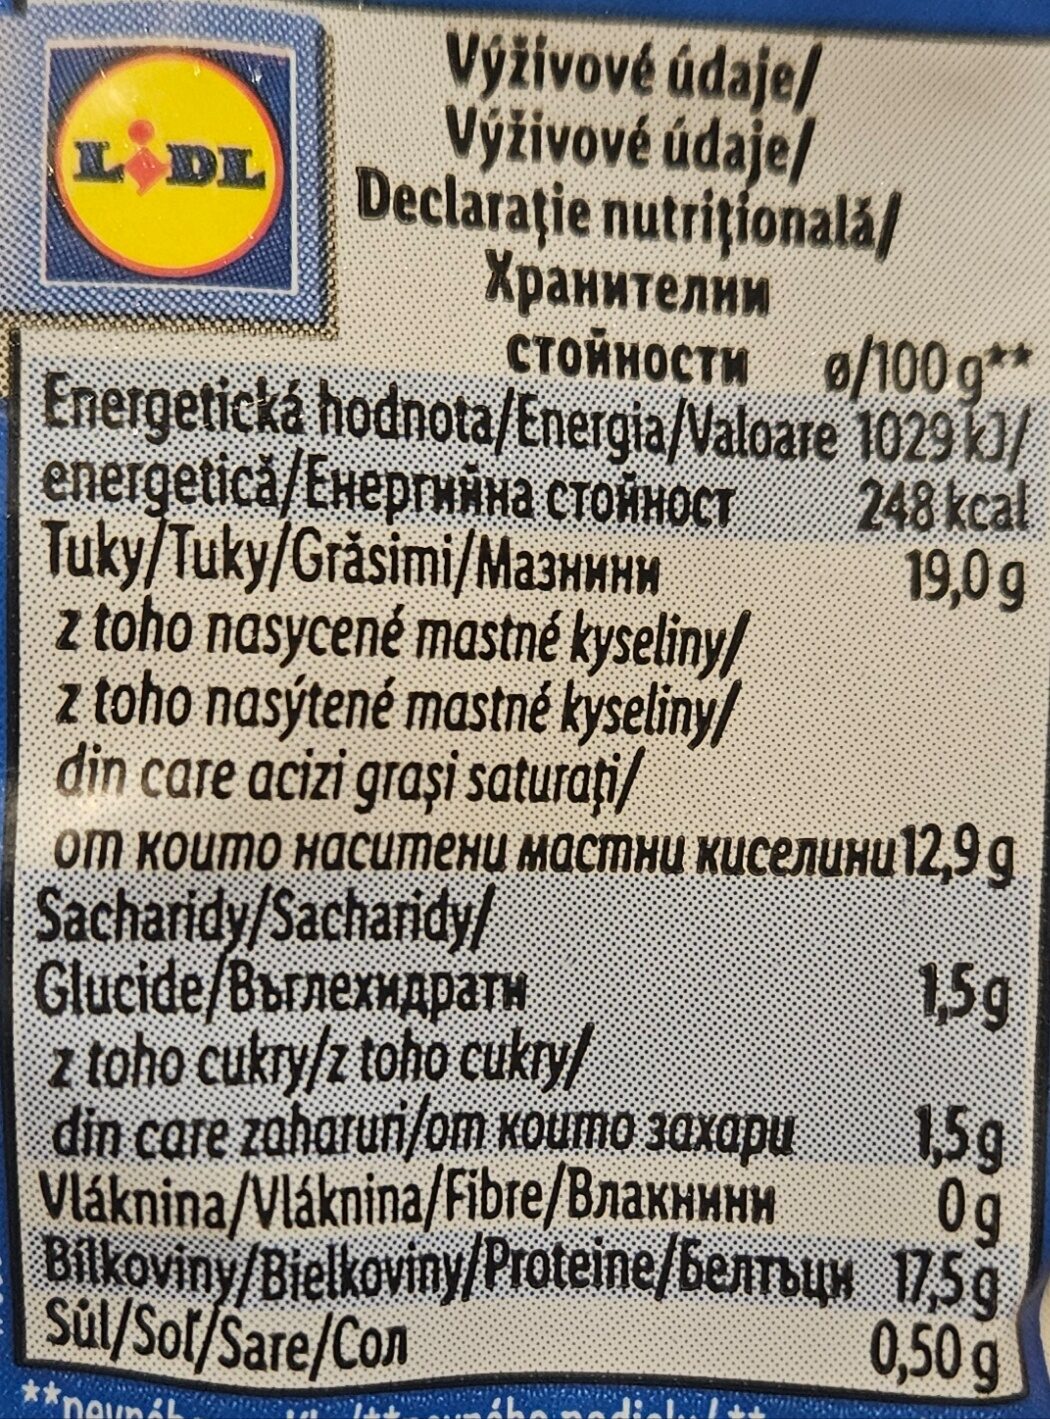 LIDL
Výživové údaje/
Výživové údaje/
Declarație nutrițională/
Хранителни
стойности ø/100 g**
Energetická hodnota/Energia/Valoare 1029 kJ/
energetică/Енергийна стойност 248 kcal
Tuky/Tuky/Grăsimi/Мазнини 19,0 g
z toho nasycené mastné kyseliny/
z toho nasýtené mastné kyseliny/
din care acizi grași saturați/
от които наситени мастни киселини 12,9 g
Sacharidy/Sacharidy/
Glucide/Въглехидрати 1,5 g
z toho cukry/z toho cukry/
din care zaharuri/от които захари 1,5 g
Vláknina/Vláknina/Fibre/Влакнини 0 g
Bílkoviny/Bielkoviny/Proteine/Белтъци 17,5 g
Sůl/Soľ/Sare/Сол 0,50 g